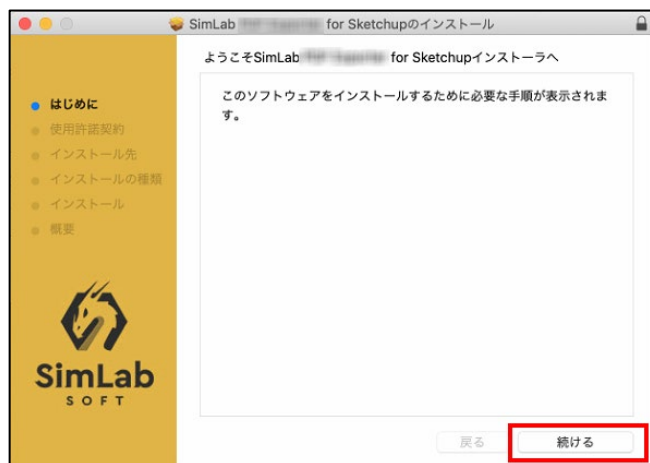 SimLab for Sketchupのインストール
ようこそSimLab for Sketchupインストーラへ
はじめに
使用許諾契約
インストール先
インストールの種類
インストール
概要
このソフトウェアをインストールするために必要な手順が表示されま
す。
SimLab
SOFT
戻る
続ける